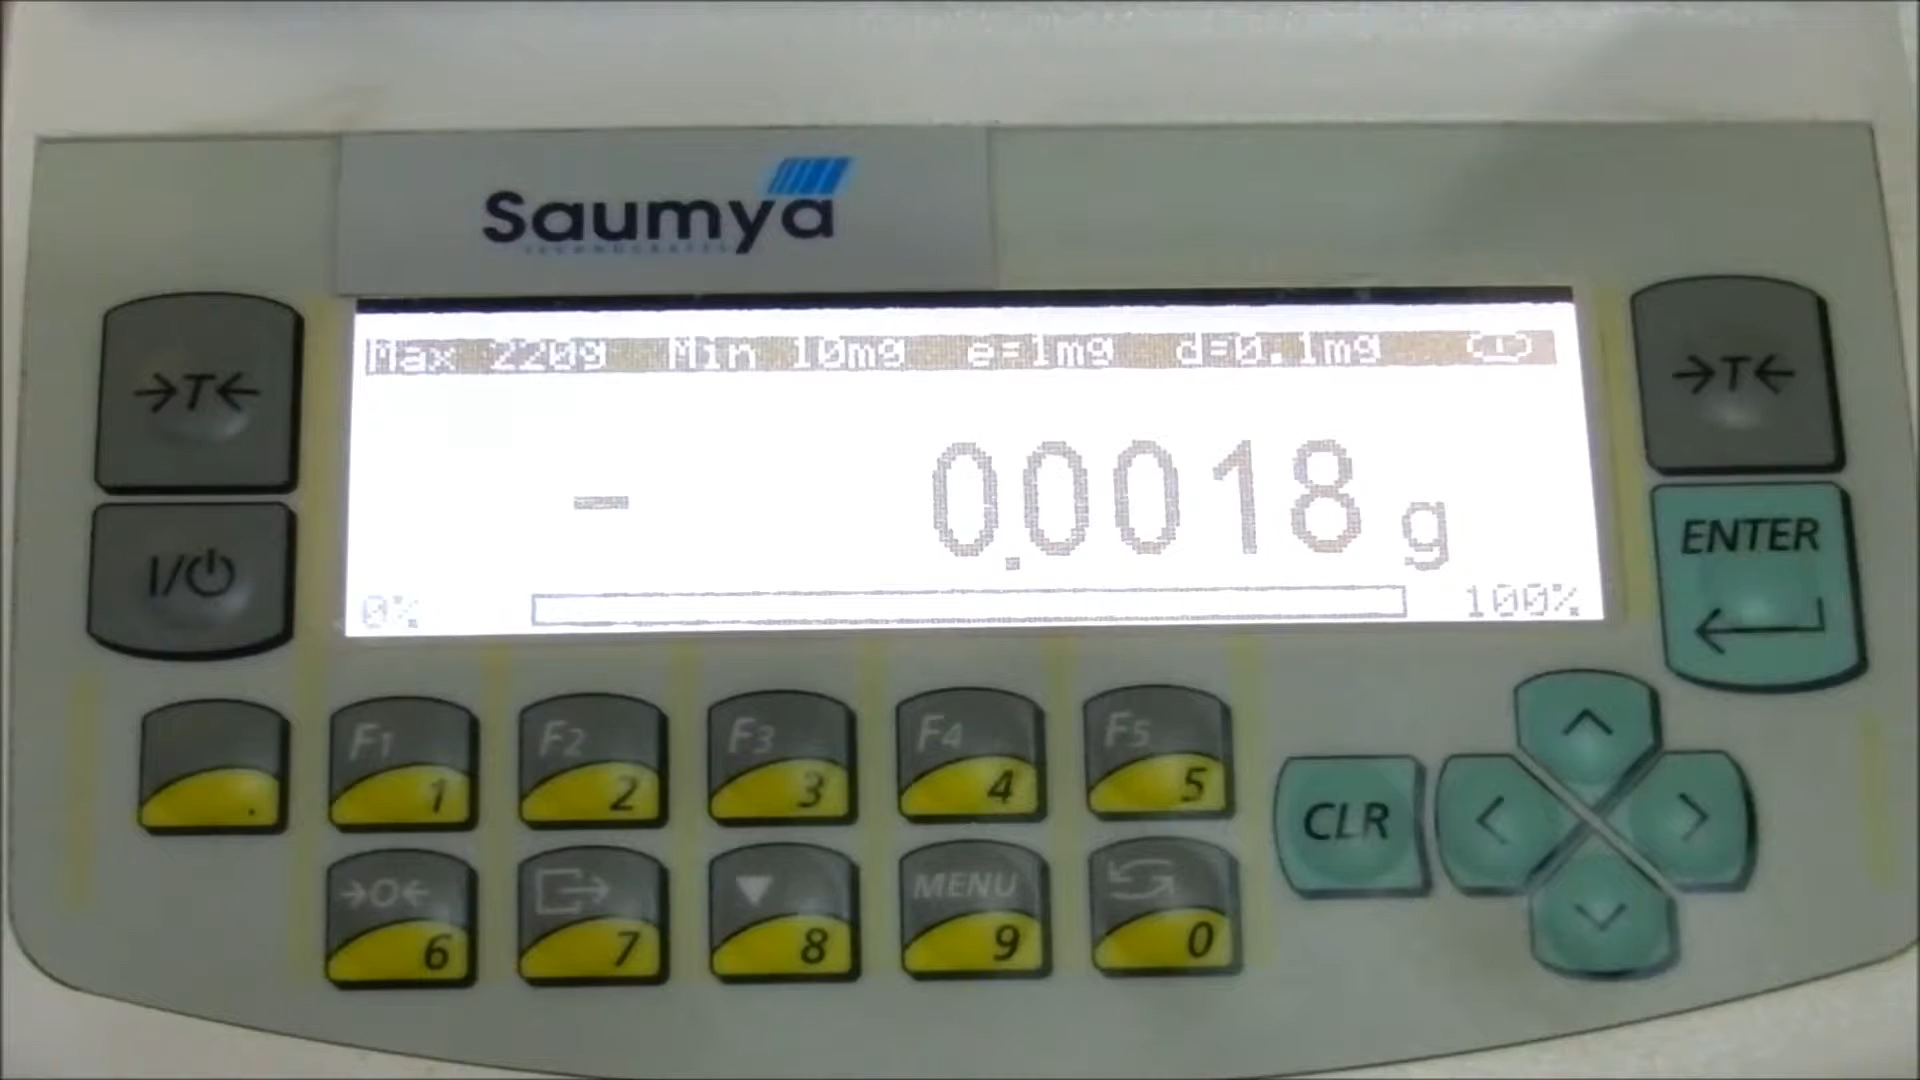 Saumya
TECHNOCRATES
→T←
Max 220g Min 10mg e=1mg d=0.1mg
→T←
- 0.0018 g
I/⏻
ENTER
0% 100%
.
F1 1
F2 2
F3 3
F4 4
F5 5
CLR
→O← 6
7
8
MENU 9
0